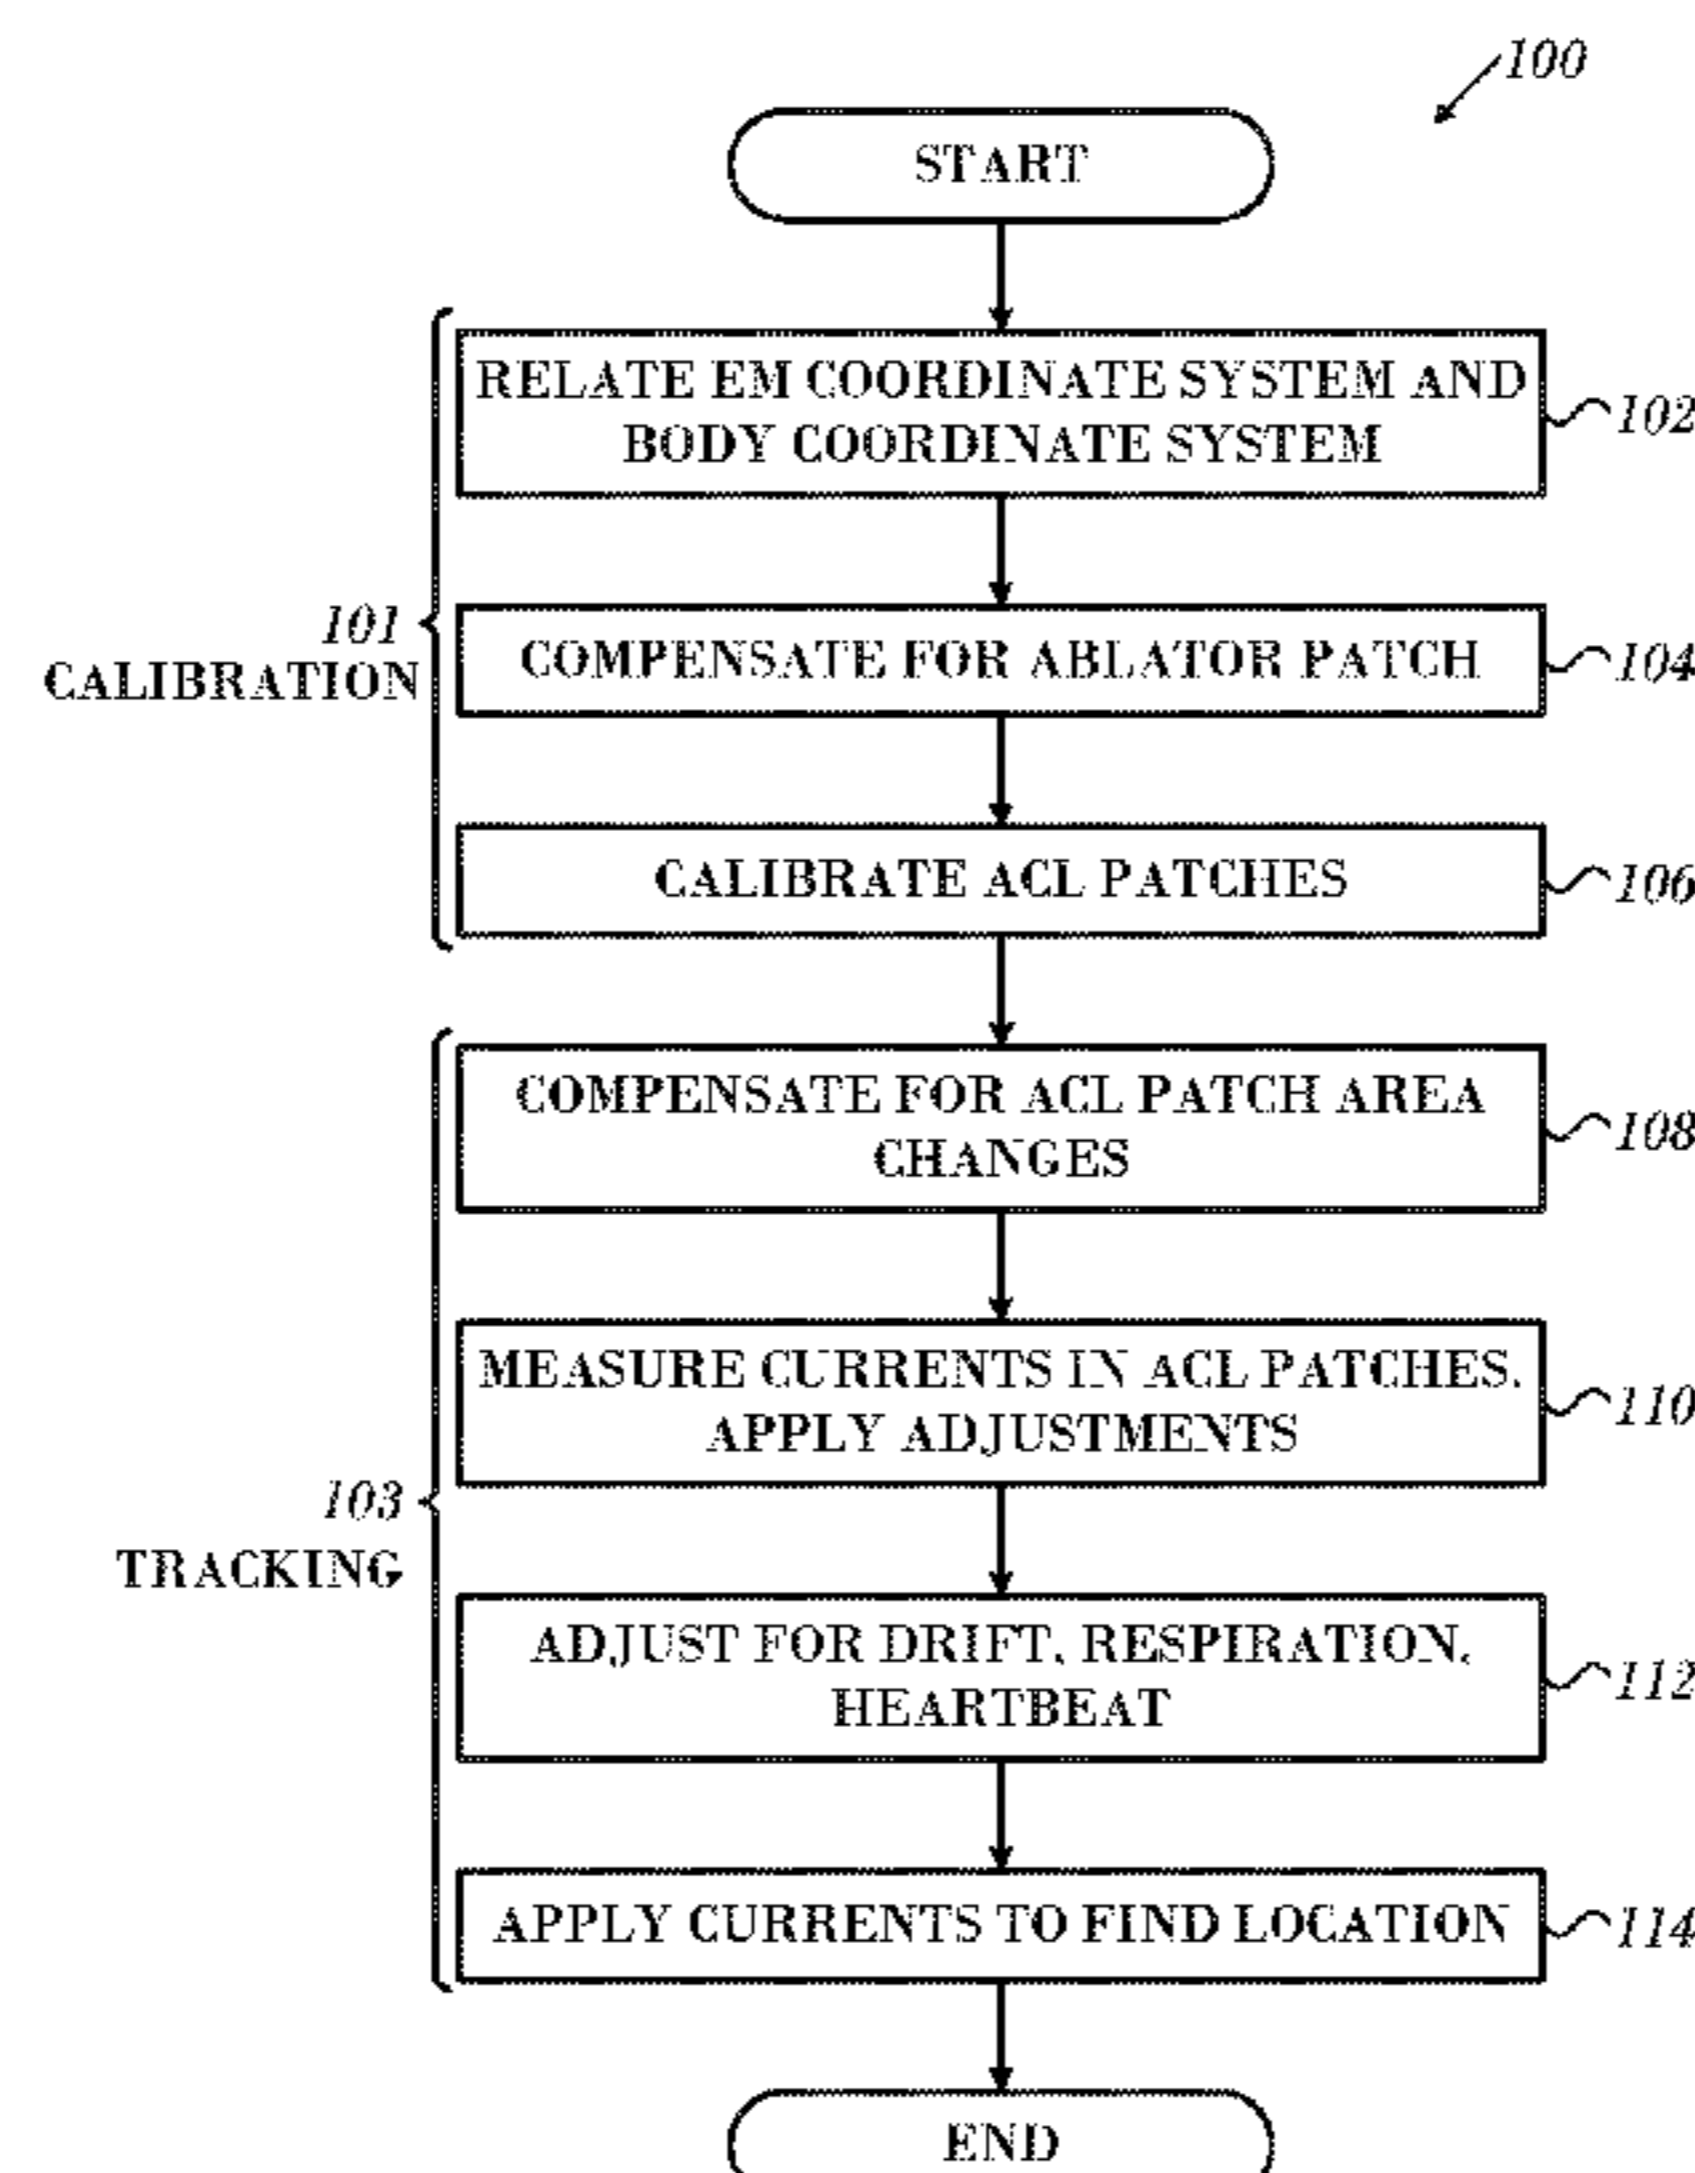 100
START
RELATE EM COORDINATE SYSTEM AND
BODY COORDINATE SYSTEM
102
101
CALIBRATION
COMPENSATE FOR ABLATOR PATCH
104
CALIBRATE ACL PATCHES
106
COMPENSATE FOR ACL PATCH AREA
CHANGES
108
MEASURE CURRENTS IN ACL PATCHES.
APPLY ADJUSTMENTS
110
103
TRACKING
ADJUST FOR DRIFT, RESPIRATION,
HEARTBEAT
112
APPLY CURRENTS TO FIND LOCATION
114
END